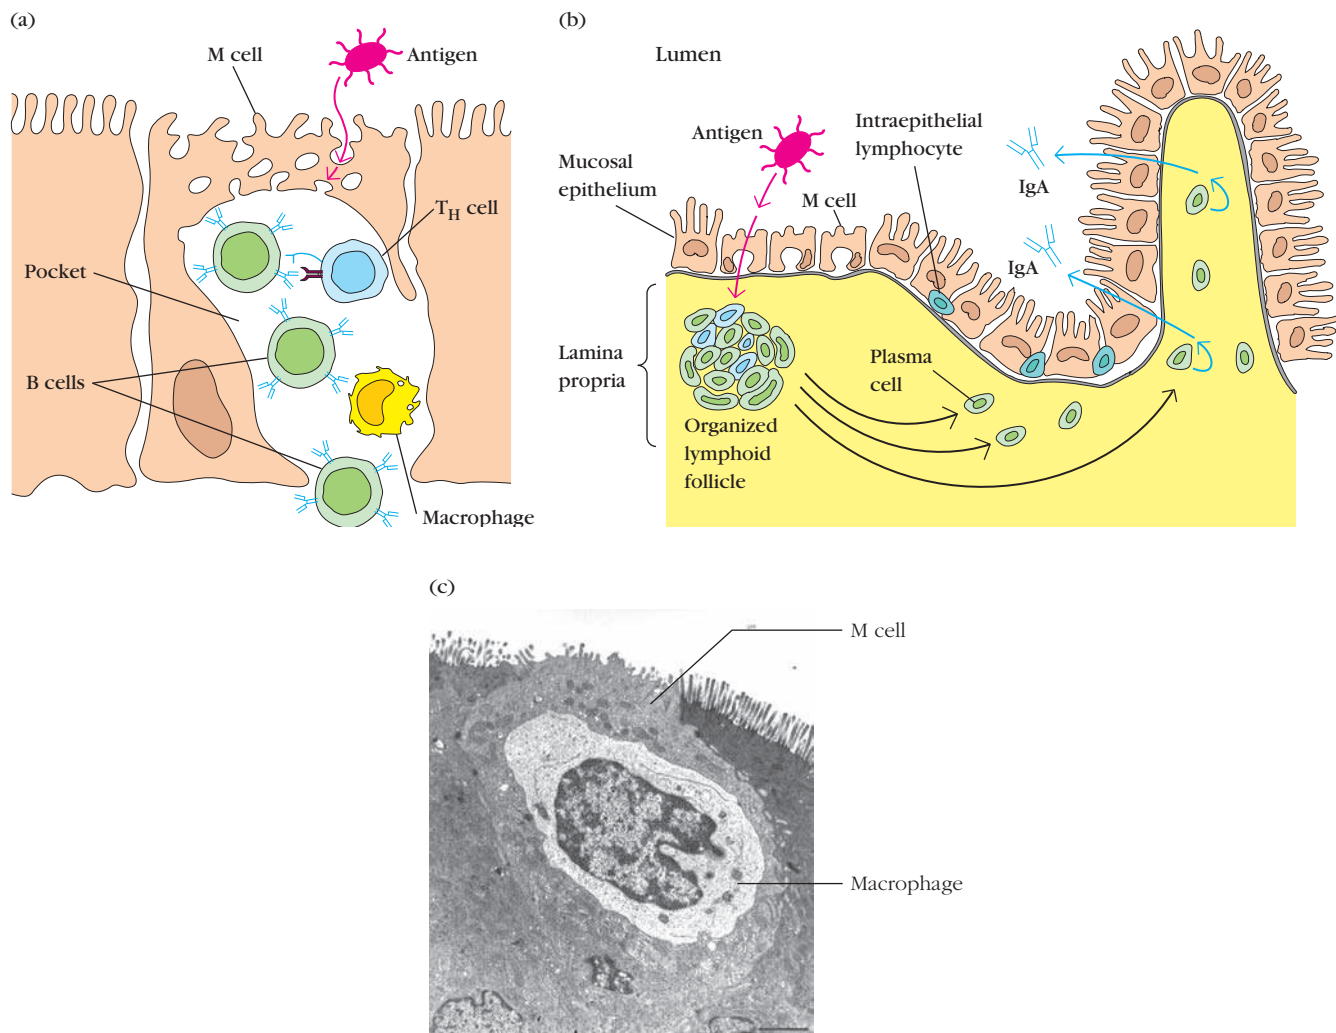 (a)
M cell
Antigen
T_H cell
Pocket
B cells
Macrophage
(b)
Lumen
Antigen
Intraepithelial
lymphocyte
Mucosal
epithelium
M cell
IgA
IgA
Lamina
propria
Plasma
cell
Organized
lymphoid
follicle
(c)
M cell
Macrophage